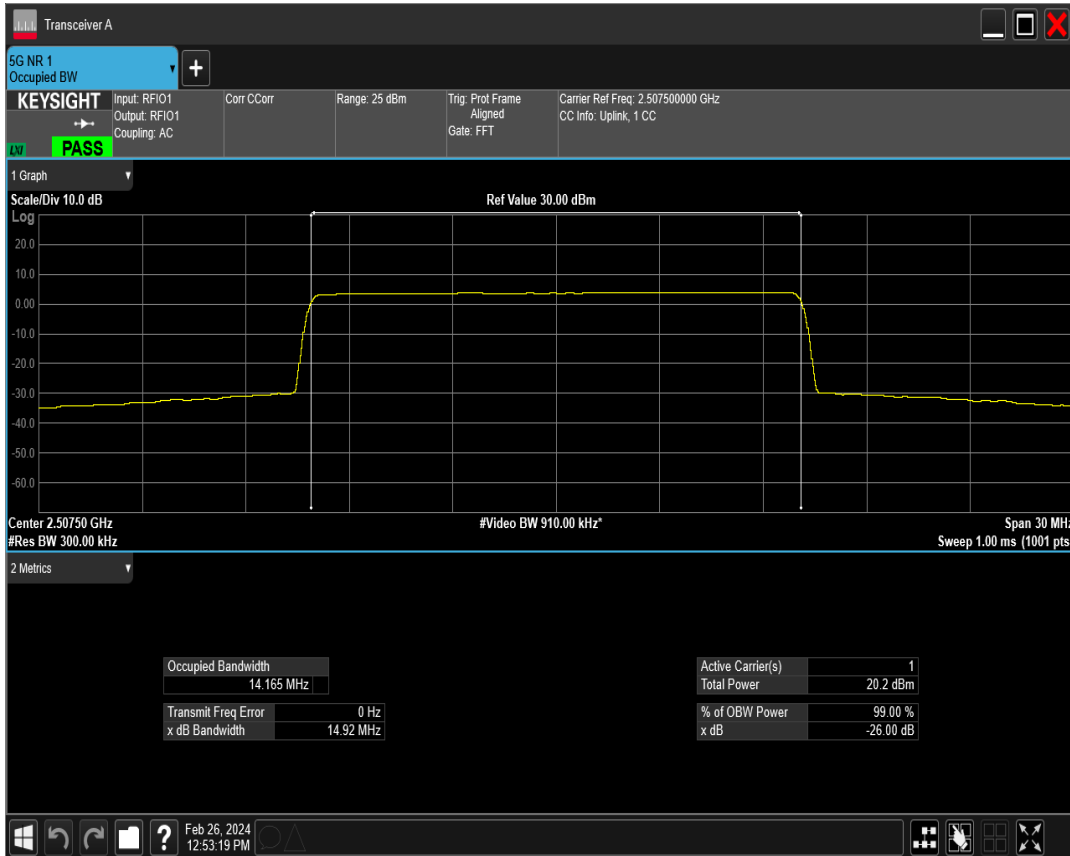 Transceiver A
5G NR 1
Occupied BW
+
KEYSIGHT
LXI
PASS
Input: RFIO1
Output: RFIO1
Coupling: AC
Corr CCorr
Range: 25 dBm
Trig: Prot Frame
Aligned
Gate: FFT
Carrier Ref Freq: 2.507500000 GHz
CC Info: Uplink, 1 CC
1 Graph
Scale/Div 10.0 dB
Ref Value 30.00 dBm
Log
20.0
10.0
0.00
-10.0
-20.0
-30.0
-40.0
-50.0
-60.0
Center 2.50750 GHz
#Video BW 910.00 kHz*
Span 30 MHz
#Res BW 300.00 kHz
Sweep 1.00 ms (1001 pts
2 Metrics
Occupied Bandwidth
14.165 MHz
Transmit Freq Error 0 Hz
x dB Bandwidth 14.92 MHz
Active Carrier(s) 1
Total Power 20.2 dBm
% of OBW Power 99.00 %
x dB -26.00 dB
?
Feb 26, 2024
12:53:19 PM